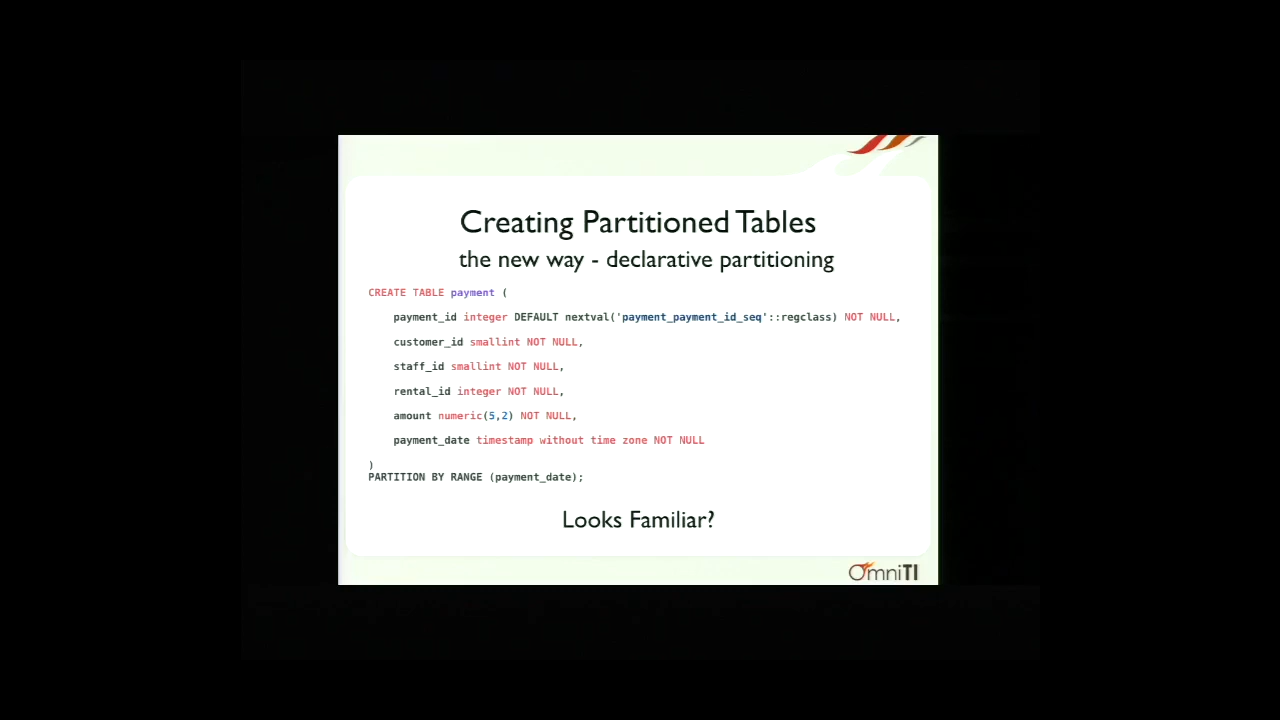 Creating Partitioned Tables
the new way - declarative partitioning
CREATE TABLE payment (
payment_id integer DEFAULT nextval('payment_payment_id_seq'::regclass) NOT NULL,
customer_id smallint NOT NULL,
staff_id smallint NOT NULL,
rental_id integer NOT NULL,
amount numeric(5,2) NOT NULL,
payment_date timestamp without time zone NOT NULL
)
PARTITION BY RANGE (payment_date);
Looks Familiar?
OmniTI